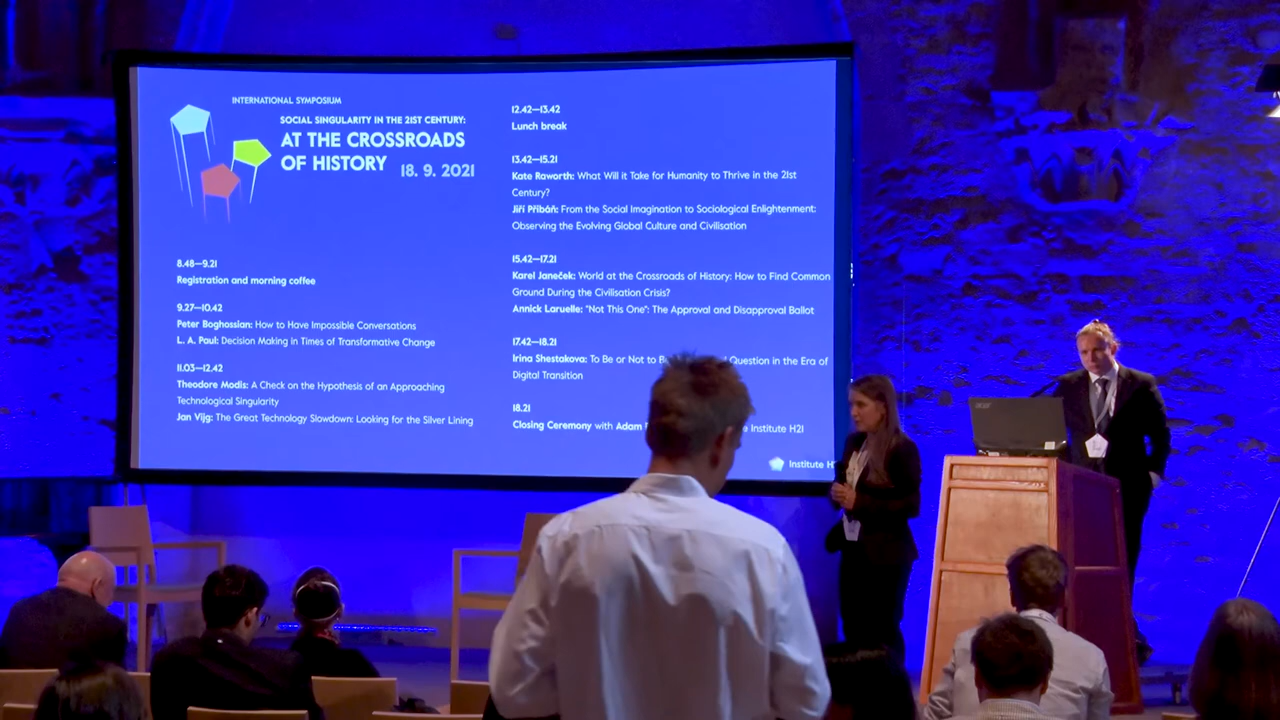 INTERNATIONAL SYMPOSIUM
SOCIAL SINGULARITY IN THE 21ST CENTURY:
AT THE CROSSROADS
OF HISTORY 18. 9. 2021
8.48—9.21
Registration and morning coffee
9.27—10.42
Peter Boghossian: How to Have Impossible Conversations
L. A. Paul: Decision Making in Times of Transformative Change
11.03—12.42
Theodore Modis: A Check on the Hypothesis of an Approaching
Technological Singularity
Jan Vijg: The Great Technology Slowdown: Looking for the Silver Lining
12.42—13.42
Lunch break
13.42—15.21
Kate Raworth: What Will it Take for Humanity to Thrive in the 21st
Century?
Jiří Přibáň: From the Social Imagination to Sociological Enlightenment:
Observing the Evolving Global Culture and Civilisation
15.42—17.21
Karel Janeček: World at the Crossroads of History: How to Find Common
Ground During the Civilisation Crisis?
Annick Laruelle: "Not This One": The Approval and Disapproval Ballot
17.42—18.21
Irina Shestakova: To Be or Not to Question in the Era of
Digital Transition
18.21
Closing Ceremony with Adam Institute H21
Institute
acer